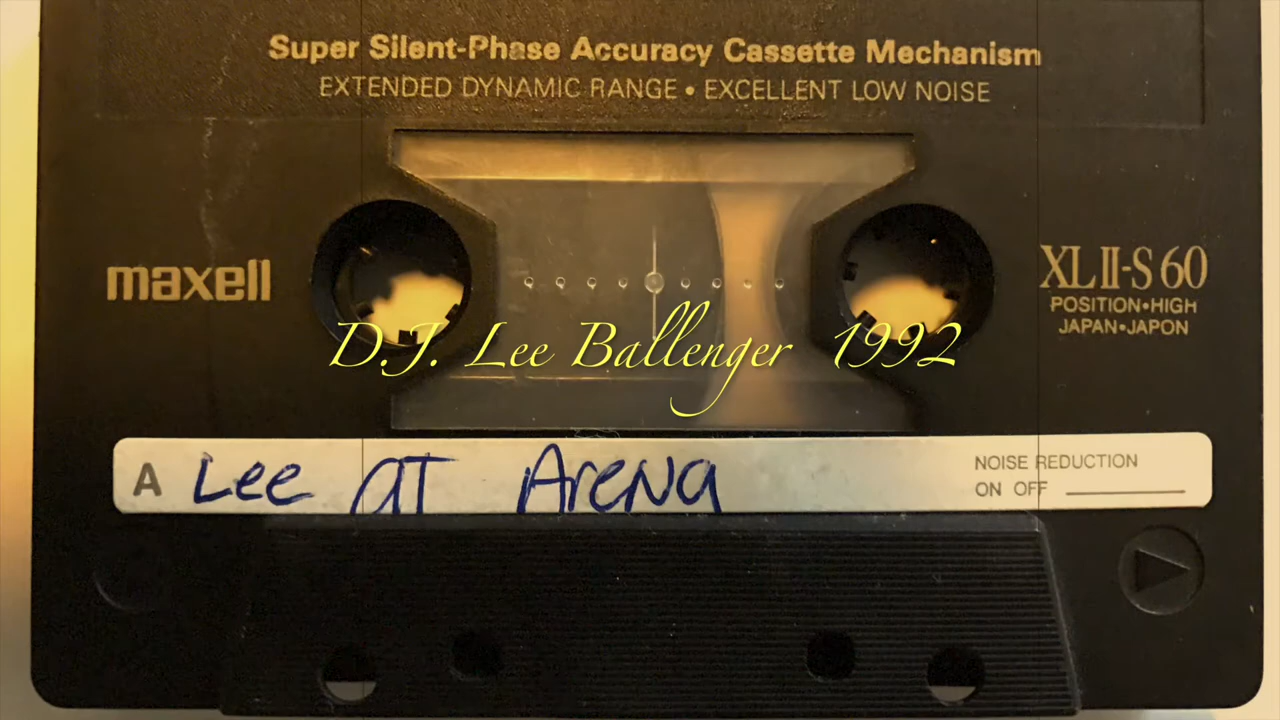 Super Silent-Phase Accuracy Cassette Mechanism
EXTENDED DYNAMIC RANGE • EXCELLENT LOW NOISE
maxell
XLII-S 60
POSITION•HIGH
JAPAN•JAPON
D.J. Lee Ballenger 1992
A Lee at Arena
NOISE REDUCTION
ON OFF